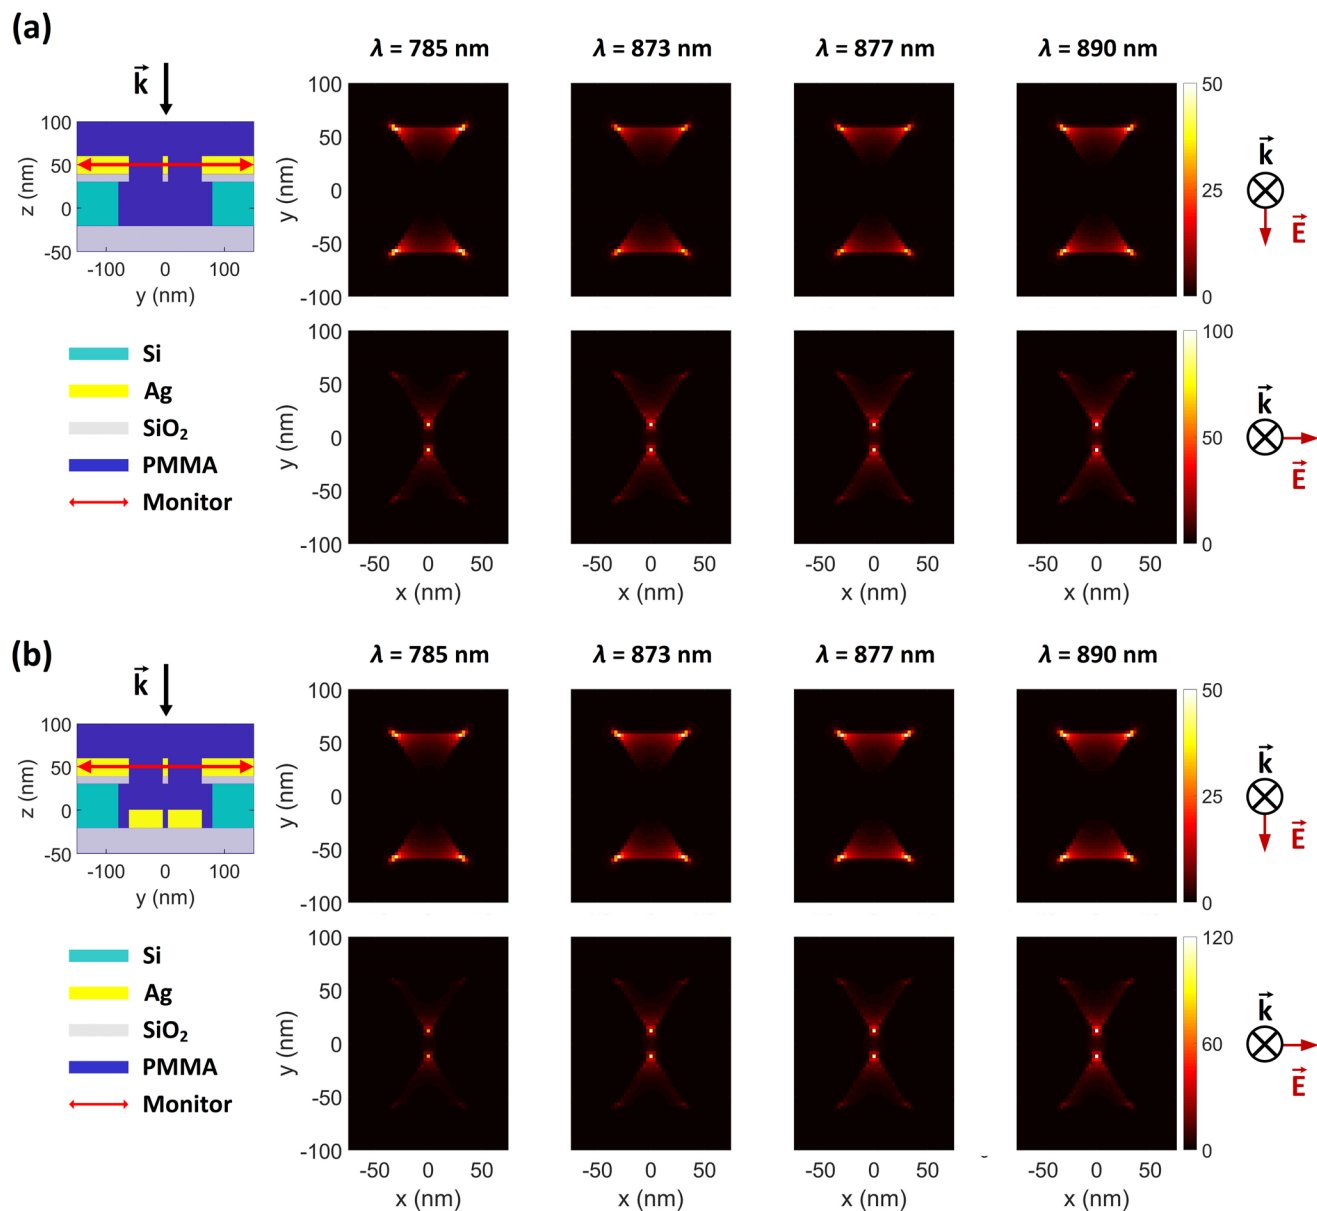 (a)
λ = 785 nm λ = 873 nm λ = 877 nm λ = 890 nm
k
z (nm)
100
50
0
-50
-100 0 100
y (nm)
Si
Ag
SiO₂
PMMA
Monitor
y (nm)
100
50
0
-50
-100
50
25
0
k
E
y (nm)
100
50
0
-50
-100
100
50
0
k
E
-50 0 50 -50 0 50 -50 0 50 -50 0 50
x (nm) x (nm) x (nm) x (nm)
(b)
λ = 785 nm λ = 873 nm λ = 877 nm λ = 890 nm
k
z (nm)
100
50
0
-50
-100 0 100
y (nm)
Si
Ag
SiO₂
PMMA
Monitor
y (nm)
100
50
0
-50
-100
50
25
0
k
E
y (nm)
100
50
0
-50
-100
120
60
0
k
E
-50 0 50 -50 0 50 -50 0 50 -50 0 50
x (nm) x (nm) x (nm) x (nm)